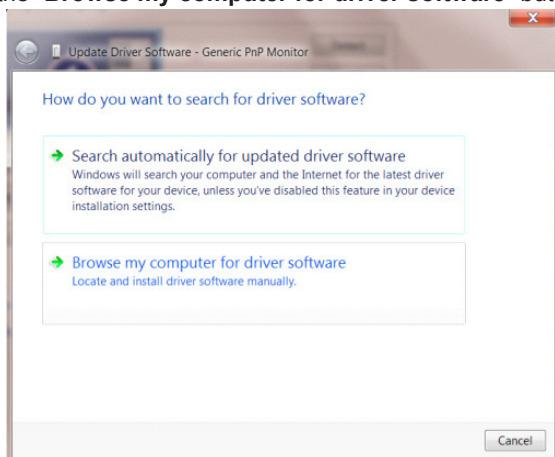 the "Browse my computer for driver software" but
X
Update Driver Software - Generic PnP Monitor
How do you want to search for driver software?
Search automatically for updated driver software
Windows will search your computer and the Internet for the latest driver
software for your device, unless you've disabled this feature in your device
installation settings.
Browse my computer for driver software
Locate and install driver software manually.
Cancel